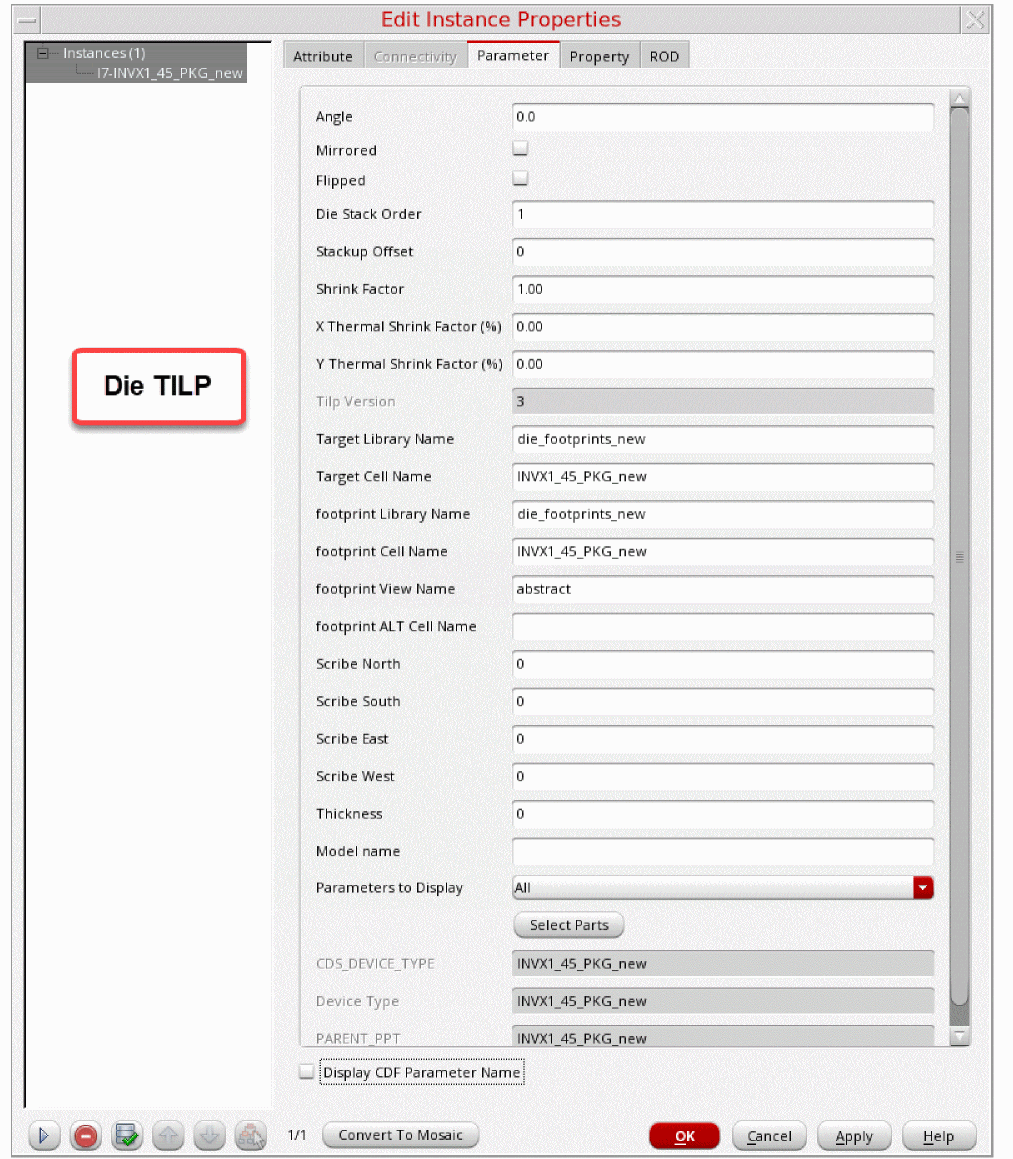 Edit Instance Properties
Instances (1)
I7-INVX1_45_PKG_new
Attribute Connectivity Parameter Property ROD
Angle 0.0
Mirrored
Flipped
Die Stack Order 1
Stackup Offset 0
Shrink Factor 1.00
X Thermal Shrink Factor (%) 0.00
Y Thermal Shrink Factor (%) 0.00
Die TILP
Tilp Version 3
Target Library Name die_footprints_new
Target Cell Name INVX1_45_PKG_new
footprint Library Name die_footprints_new
footprint Cell Name INVX1_45_PKG_new
footprint View Name abstract
footprint ALT Cell Name
Scribe North 0
Scribe South 0
Scribe East 0
Scribe West 0
Thickness 0
Model name
Parameters to Display All
Select Parts
CDS_DEVICE_TYPE INVX1_45_PKG_new
Device Type INVX1_45_PKG_new
PARENT_PPT INVX1_45_PKG_new
Display CDF Parameter Name
1/1 Convert To Mosaic OK Cancel Apply Help